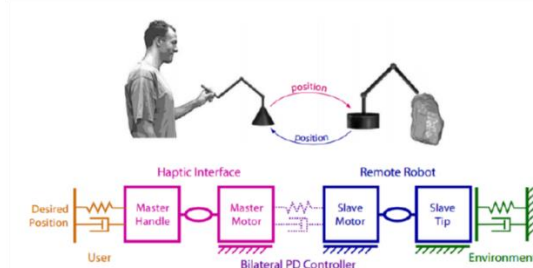 position
position
Haptic Interface
Remote Robot
Desired
Position
Master
Handle
Master
Motor
Slave
Motor
Slave
Tip
User
Bilateral PD Controller
Environment